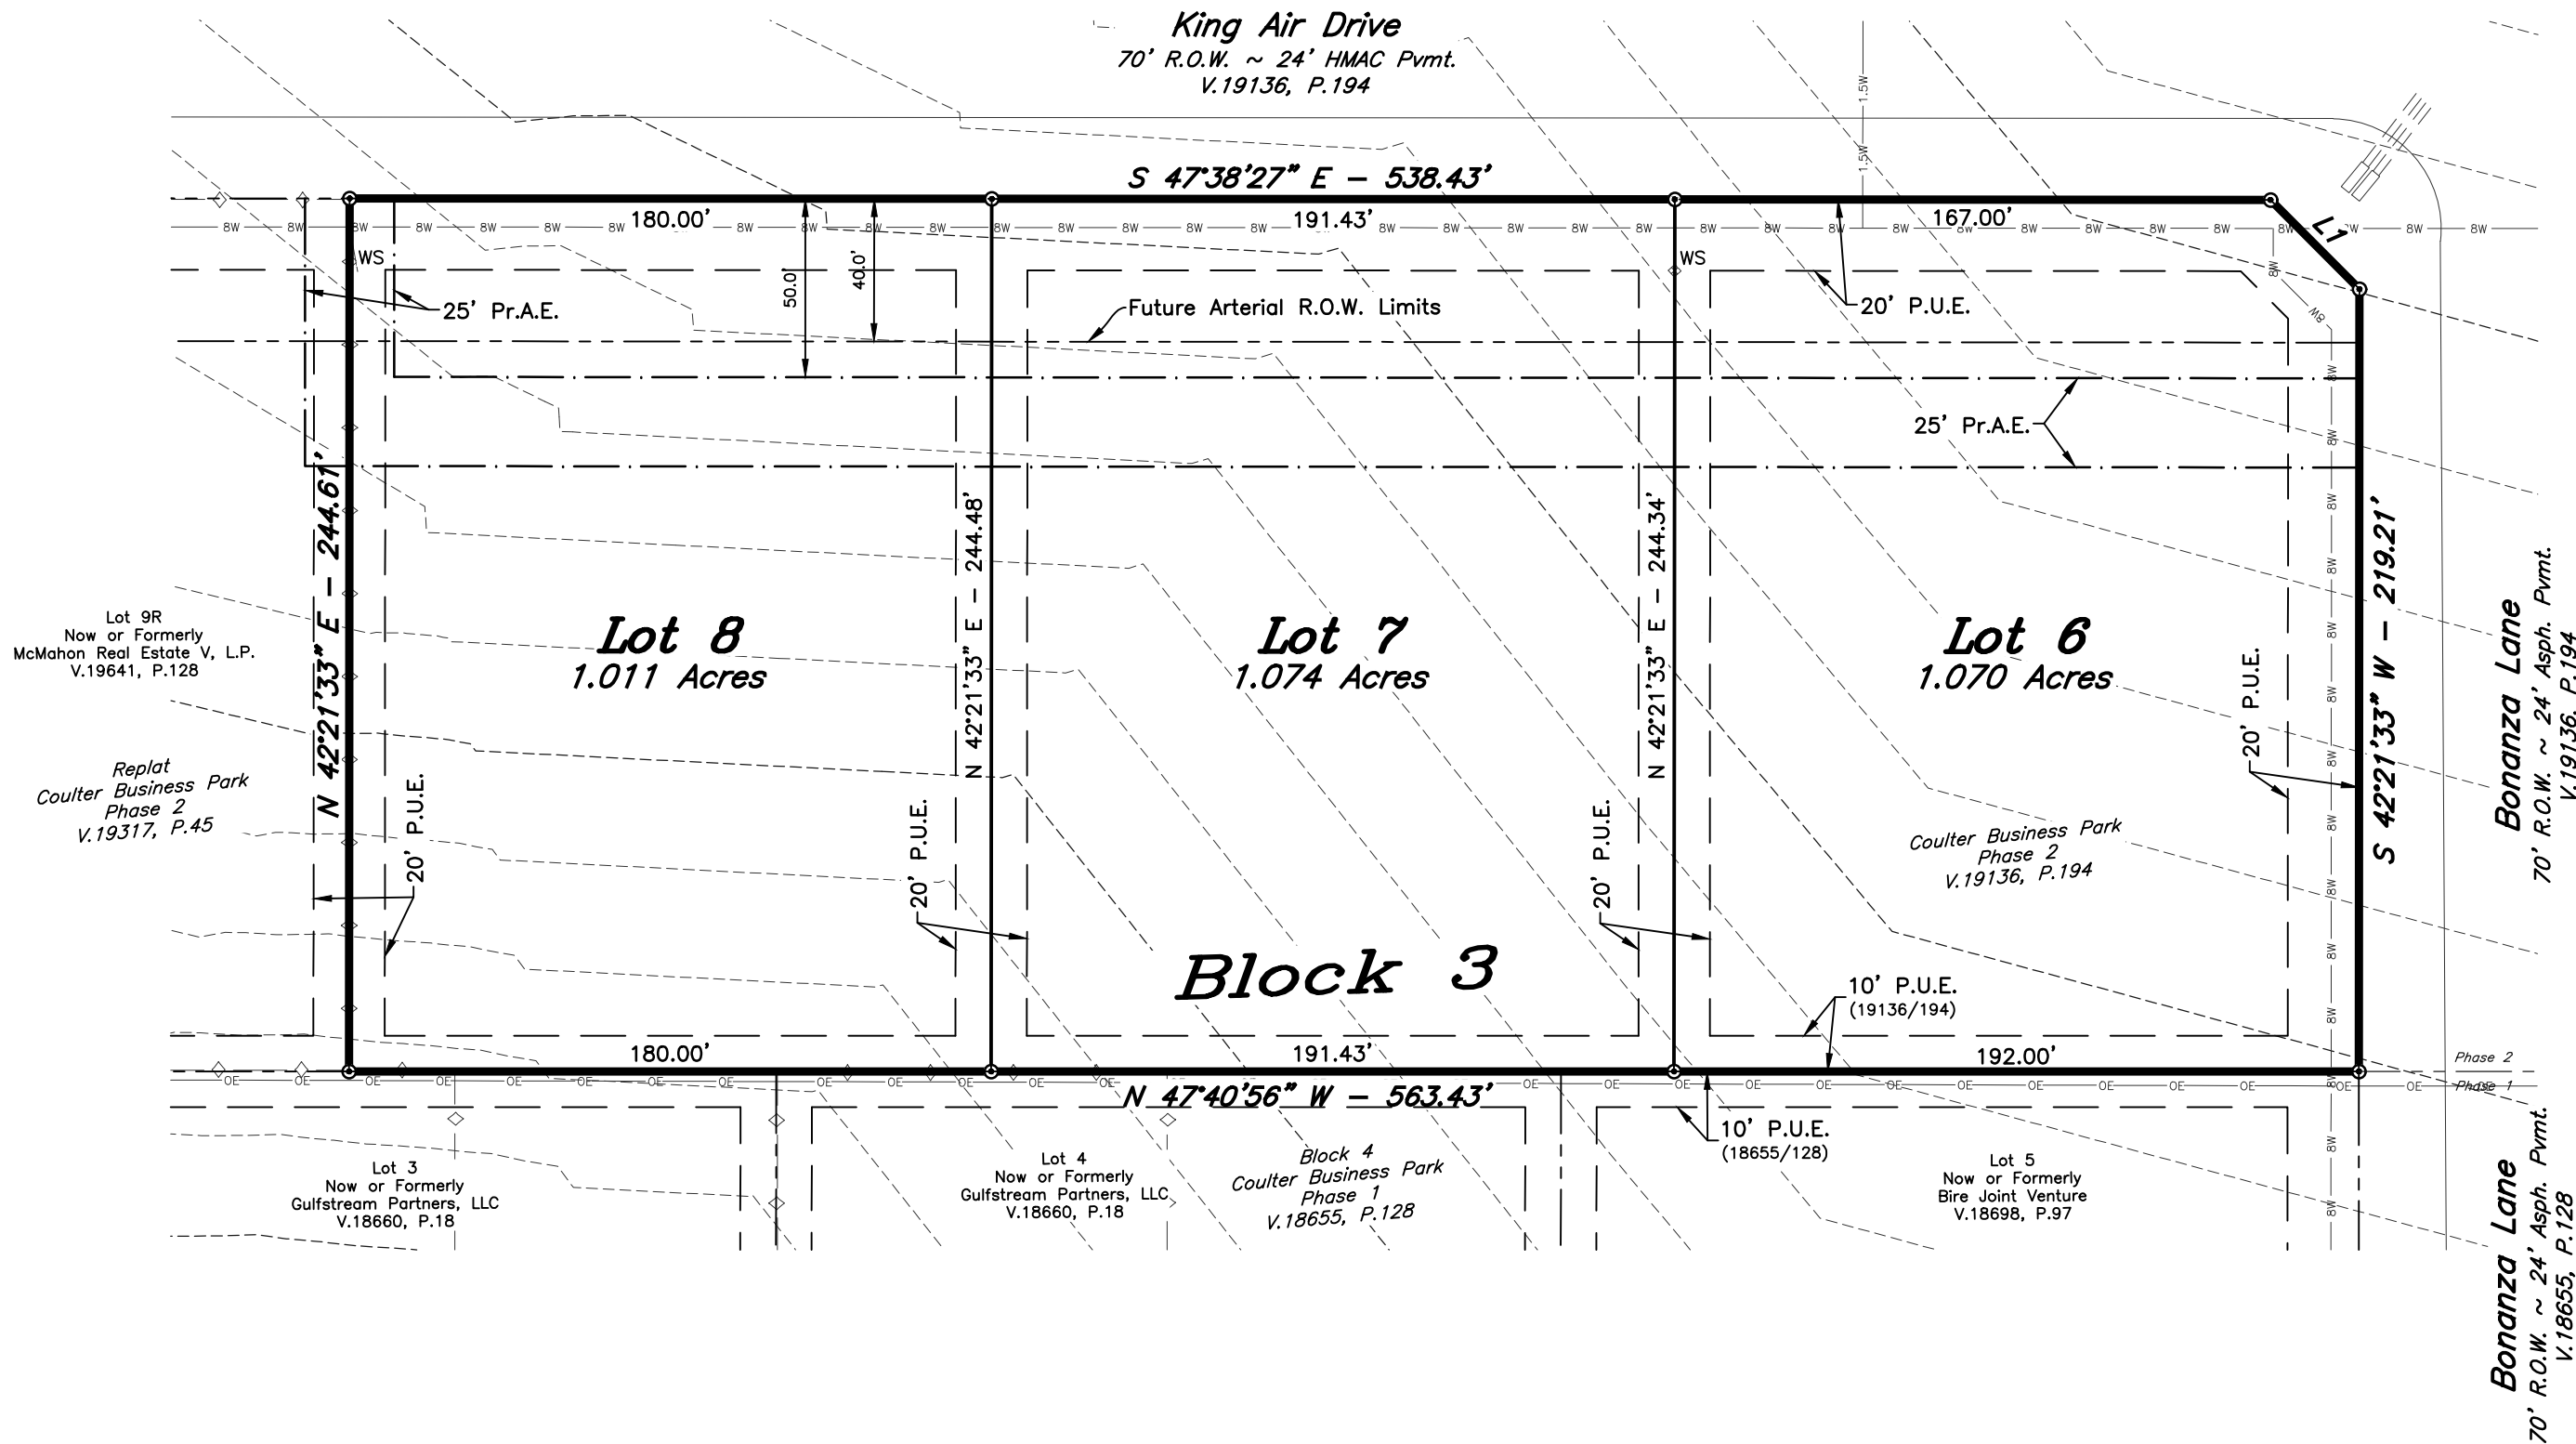 King Air Drive
70' R.O.W. ~ 24' HMAC Pvmt.
V.19136, P.194
1.5W
1.5W
S 47°38'27" E – 538.43'
180.00'
191.43'
167.00'
L1
8W
WS
WS
50.0'
40.0'
25' Pr.A.E.
Future Arterial R.O.W. Limits
20' P.U.E.
25' Pr.A.E.
N 42°21'33" E – 244.61'
N 42°21'33" E – 244.48'
N 42°21'33" E – 244.34'
S 42°21'33" W – 219.21'
Lot 9R
Now or Formerly
McMahon Real Estate V, L.P.
V.19641, P.128
Lot 8
1.011 Acres
Lot 7
1.074 Acres
Lot 6
1.070 Acres
Bonanza Lane
70' R.O.W. ~ 24' Asph. Pvmt.
V.19136, P.194
Replat
Coulter Business Park
Phase 2
V.19317, P.45
20' P.U.E.
20' P.U.E.
20' P.U.E.
20' P.U.E.
Coulter Business Park
Phase 2
V.19136, P.194
Block 3
10' P.U.E.
(19136/194)
180.00'
191.43'
192.00'
OE
Phase 2
Phase 1
N 47°40'56" W – 563.43'
10' P.U.E.
(18655/128)
Lot 3
Now or Formerly
Gulfstream Partners, LLC
V.18660, P.18
Lot 4
Now or Formerly
Gulfstream Partners, LLC
V.18660, P.18
Block 4
Coulter Business Park
Phase 1
V.18655, P.128
Lot 5
Now or Formerly
Bire Joint Venture
V.18698, P.97
Bonanza Lane
70' R.O.W. ~ 24' Asph. Pvmt.
V.18655, P.128